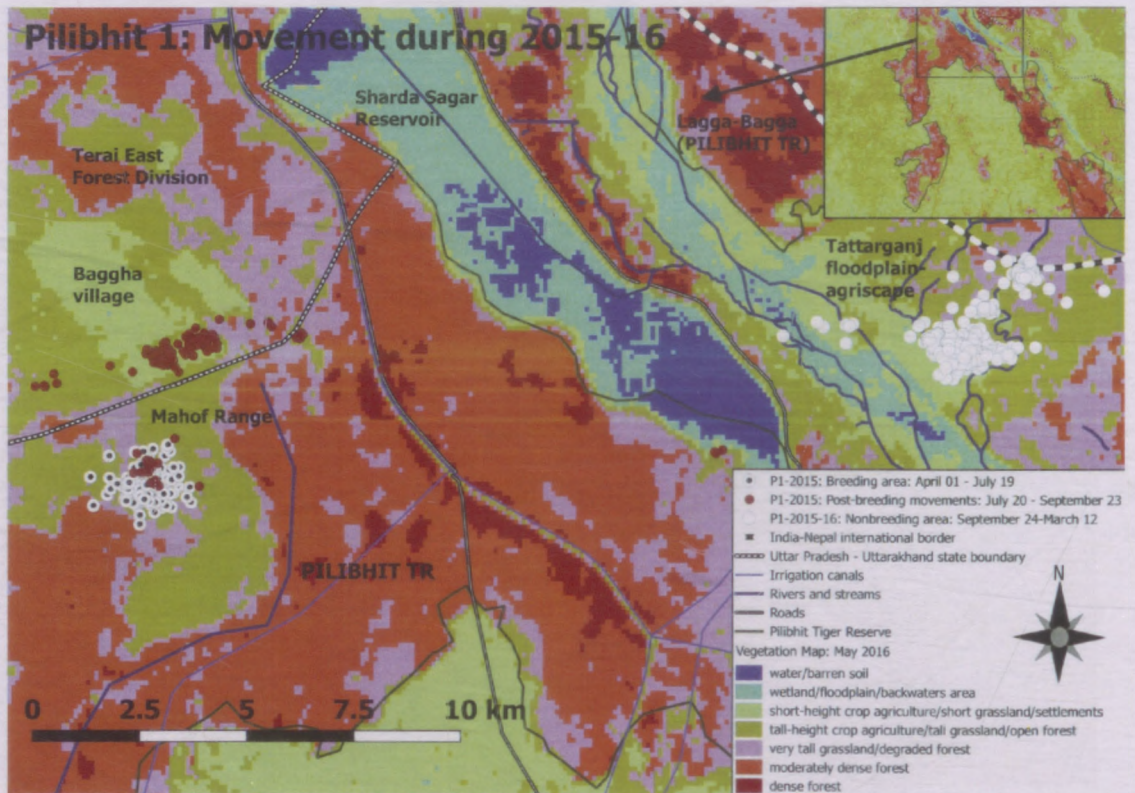 Pilibhit 1: Movement during 2015-16
Sharda Sagar
Reservoir
Lagga-Bagga
(PILIBHIT TR)
Terai East
Forest Division
Tattarganj
floodplain-
agriscape
Baggha
village
Mahof Range
PILIBHIT TR
P1-2015: Breeding area: April 01 - July 19
P1-2015: Post-breeding movements: July 20 - September 23
P1-2015-16: Nonbreeding area: September 24-March 12
India-Nepal international border
Uttar Pradesh - Uttarakhand state boundary
Irrigation canals
Rivers and streams
Roads
Pilibhit Tiger Reserve
Vegetation Map: May 2016
water/barren soil
wetland/floodplain/backwaters area
short-height crop agriculture/short grassland/settlements
tall-height crop agriculture/tall grassland/open forest
very tall grassland/degraded forest
moderately dense forest
dense forest
N
0 2.5 5 7.5 10 km